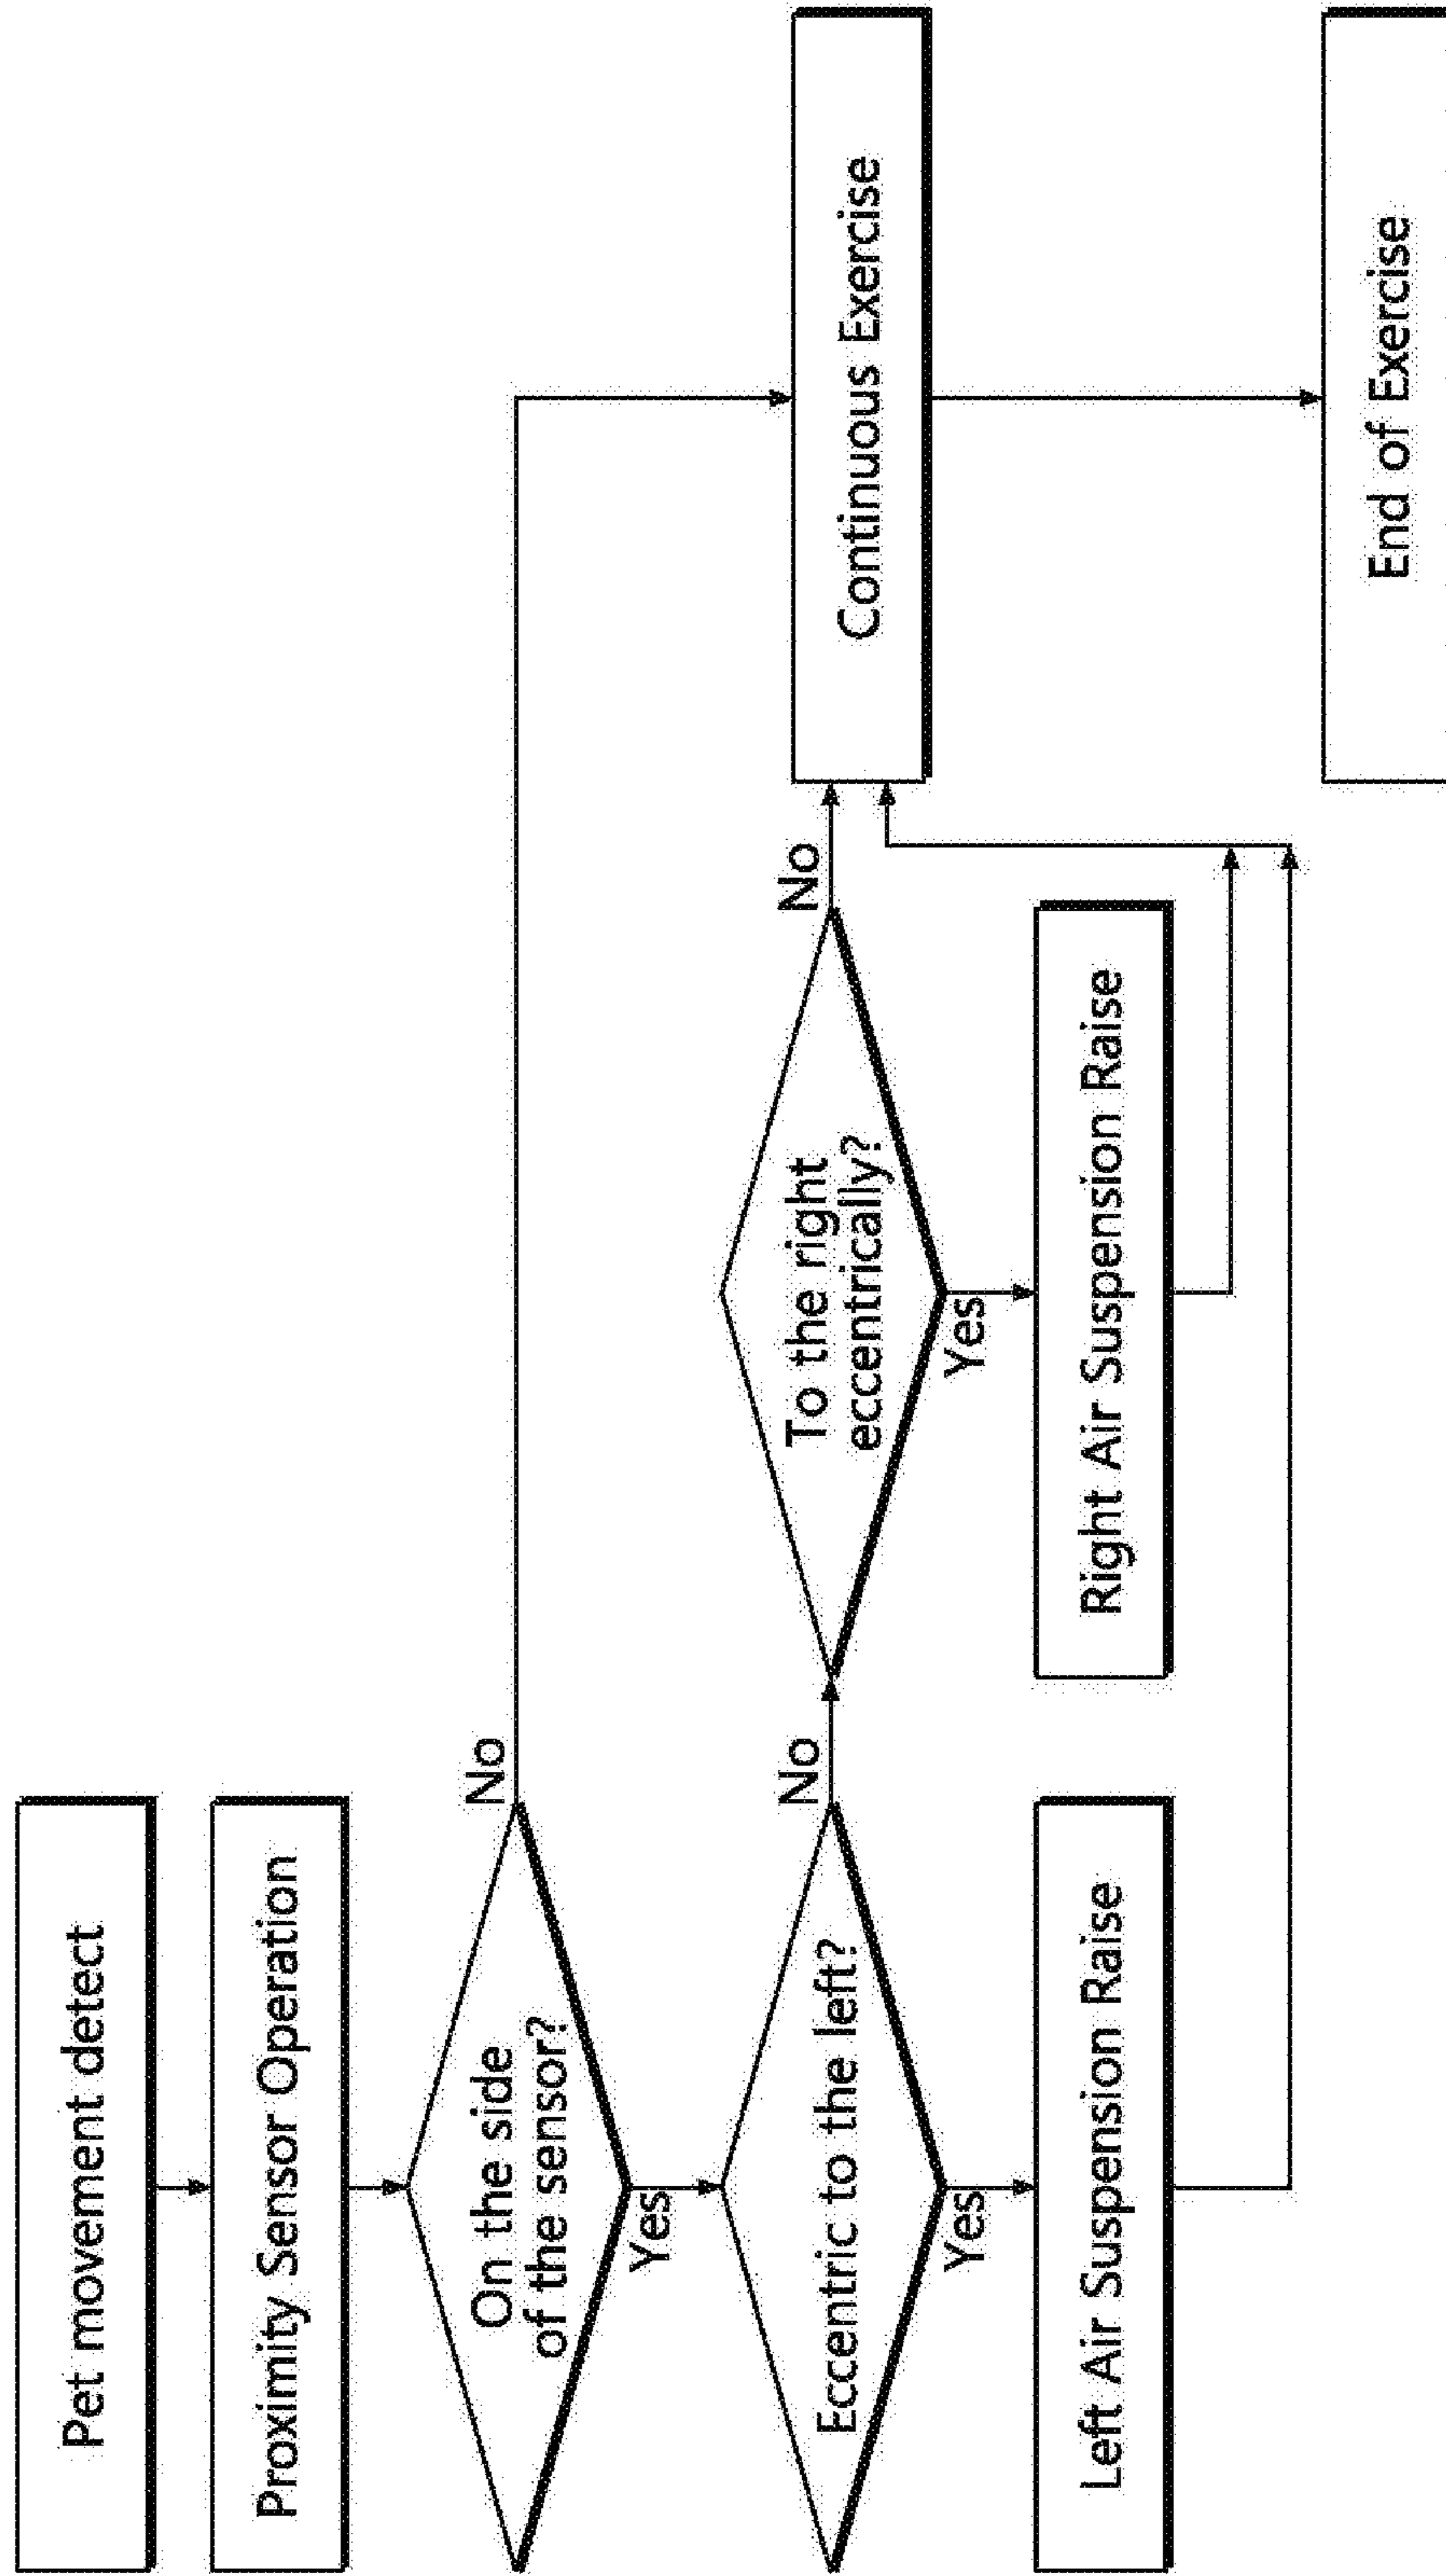 Pet movement detect
Proximity Sensor Operation
On the side
of the sensor?
No
Yes
Eccentric to the left?
No
Yes
To the right
eccentrically?
No
Yes
Continuous Exercise
Left Air Suspension Raise
Right Air Suspension Raise
End of Exercise